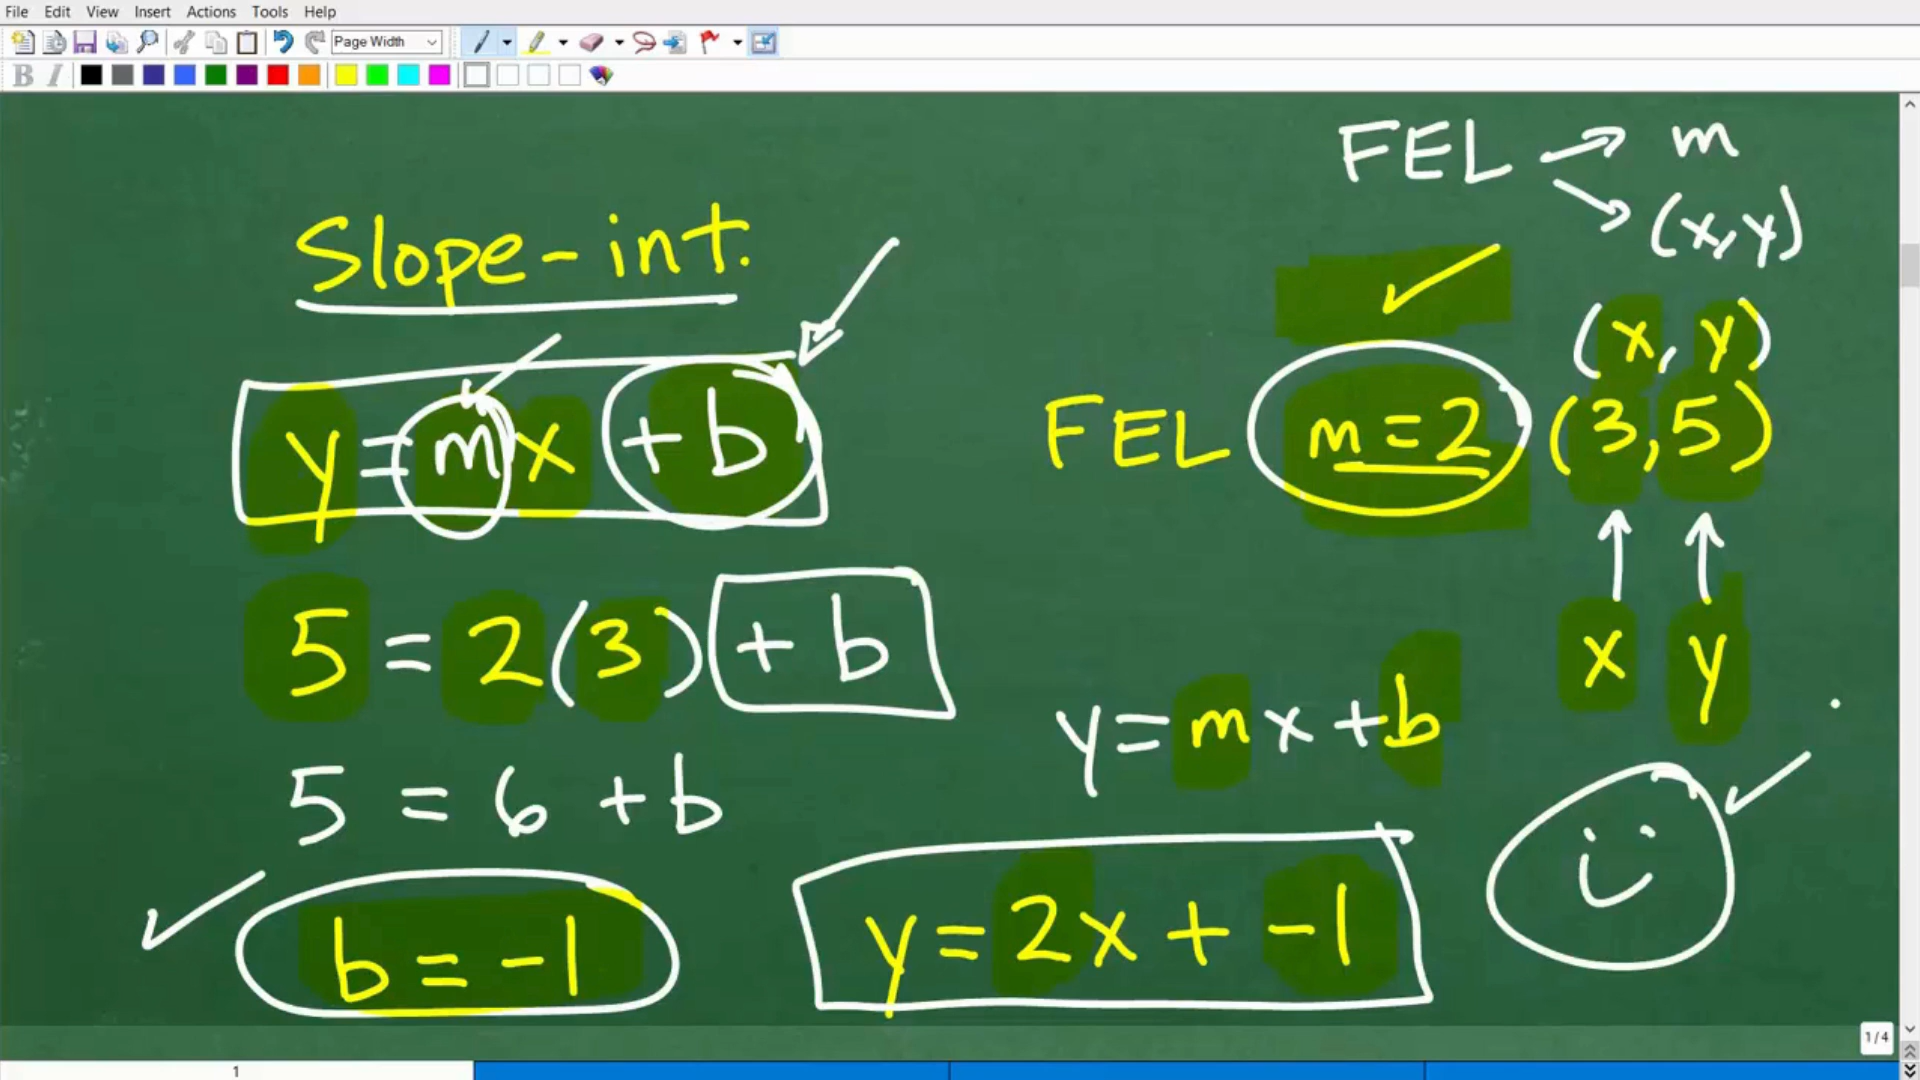 File Edit View Insert Actions Tools Help
Page Width
B I
FEL → m
(x,y)
Slope-int.
(x, y)
y = mx + b
FEL m = 2 (3,5)
5 = 2(3) + b
x y
y = mx + b
5 = 6 + b
b = -1
y = 2x + -1
1/4
1